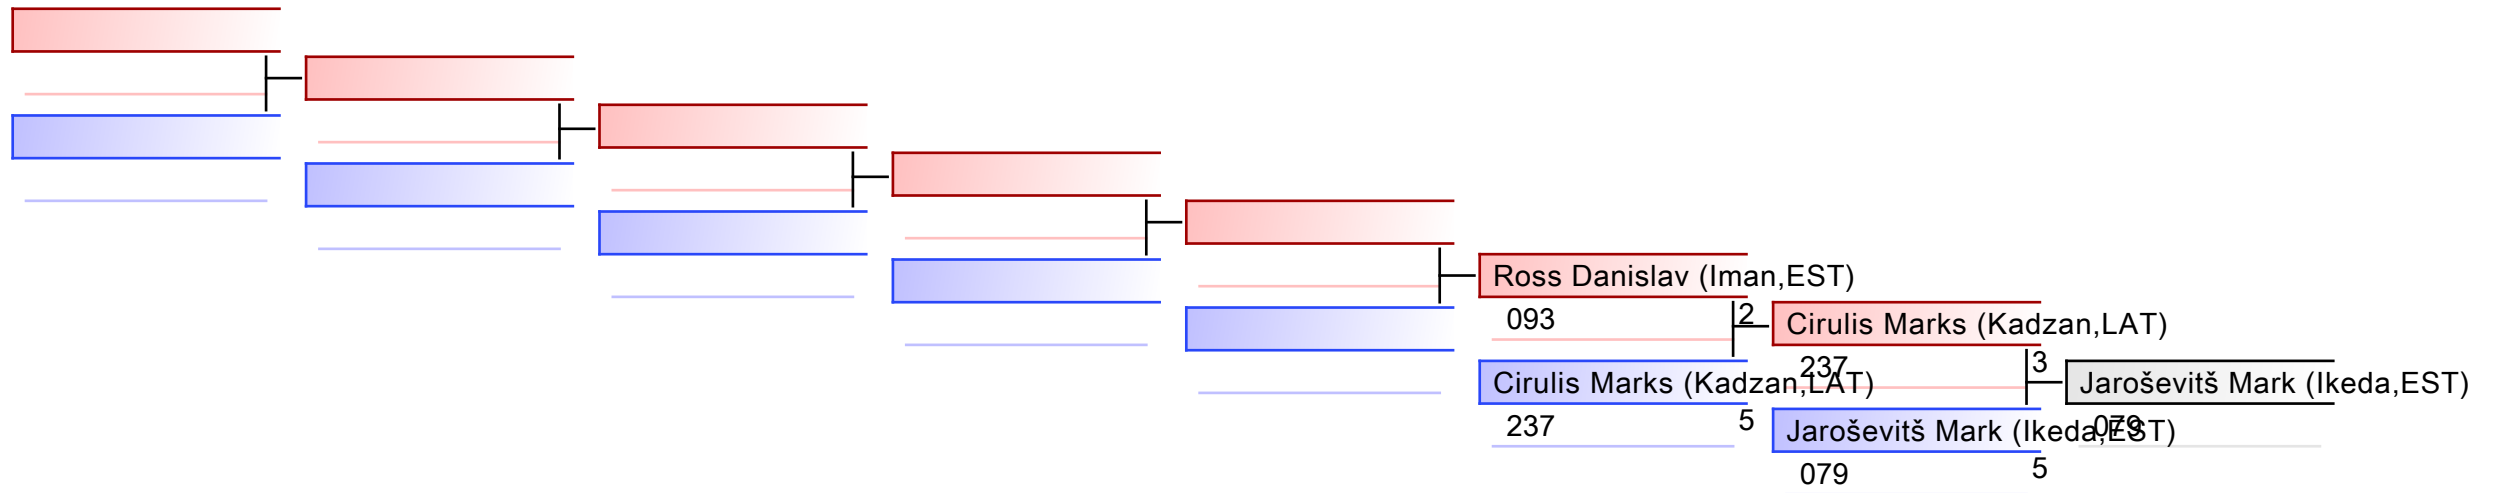 Ross Danislav (Iman,EST)
093
2
Cirulis Marks (Kadzan,LAT)
237
5
Cirulis Marks (Kadzan,LAT)
237
3
Jaroševitš Mark (Ikeda,EST)
079
5
Jaroševitš Mark (Ikeda,EST)
079